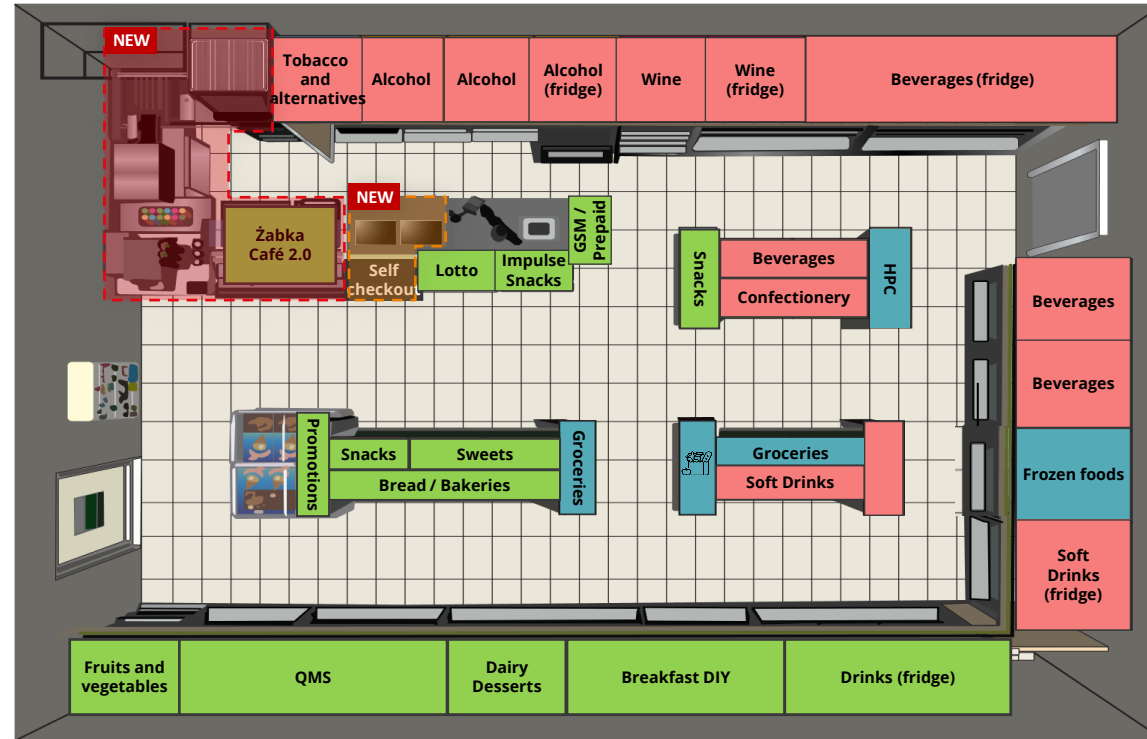 NEW
Tobacco
and
alternatives
Alcohol
Alcohol
Alcohol
(fridge)
Wine
Wine
(fridge)
Beverages (fridge)
NEW
Żabka
Café 2.0
Self
checkout
Lotto
Impulse
Snacks
GSM /
Prepaid
Snacks
Beverages
Confectionery
HPC
Beverages
Beverages
Frozen foods
Soft
Drinks
(fridge)
Promotions
Snacks
Sweets
Bread / Bakeries
Groceries
Groceries
Soft Drinks
Fruits and
vegetables
QMS
Dairy
Desserts
Breakfast DIY
Drinks (fridge)